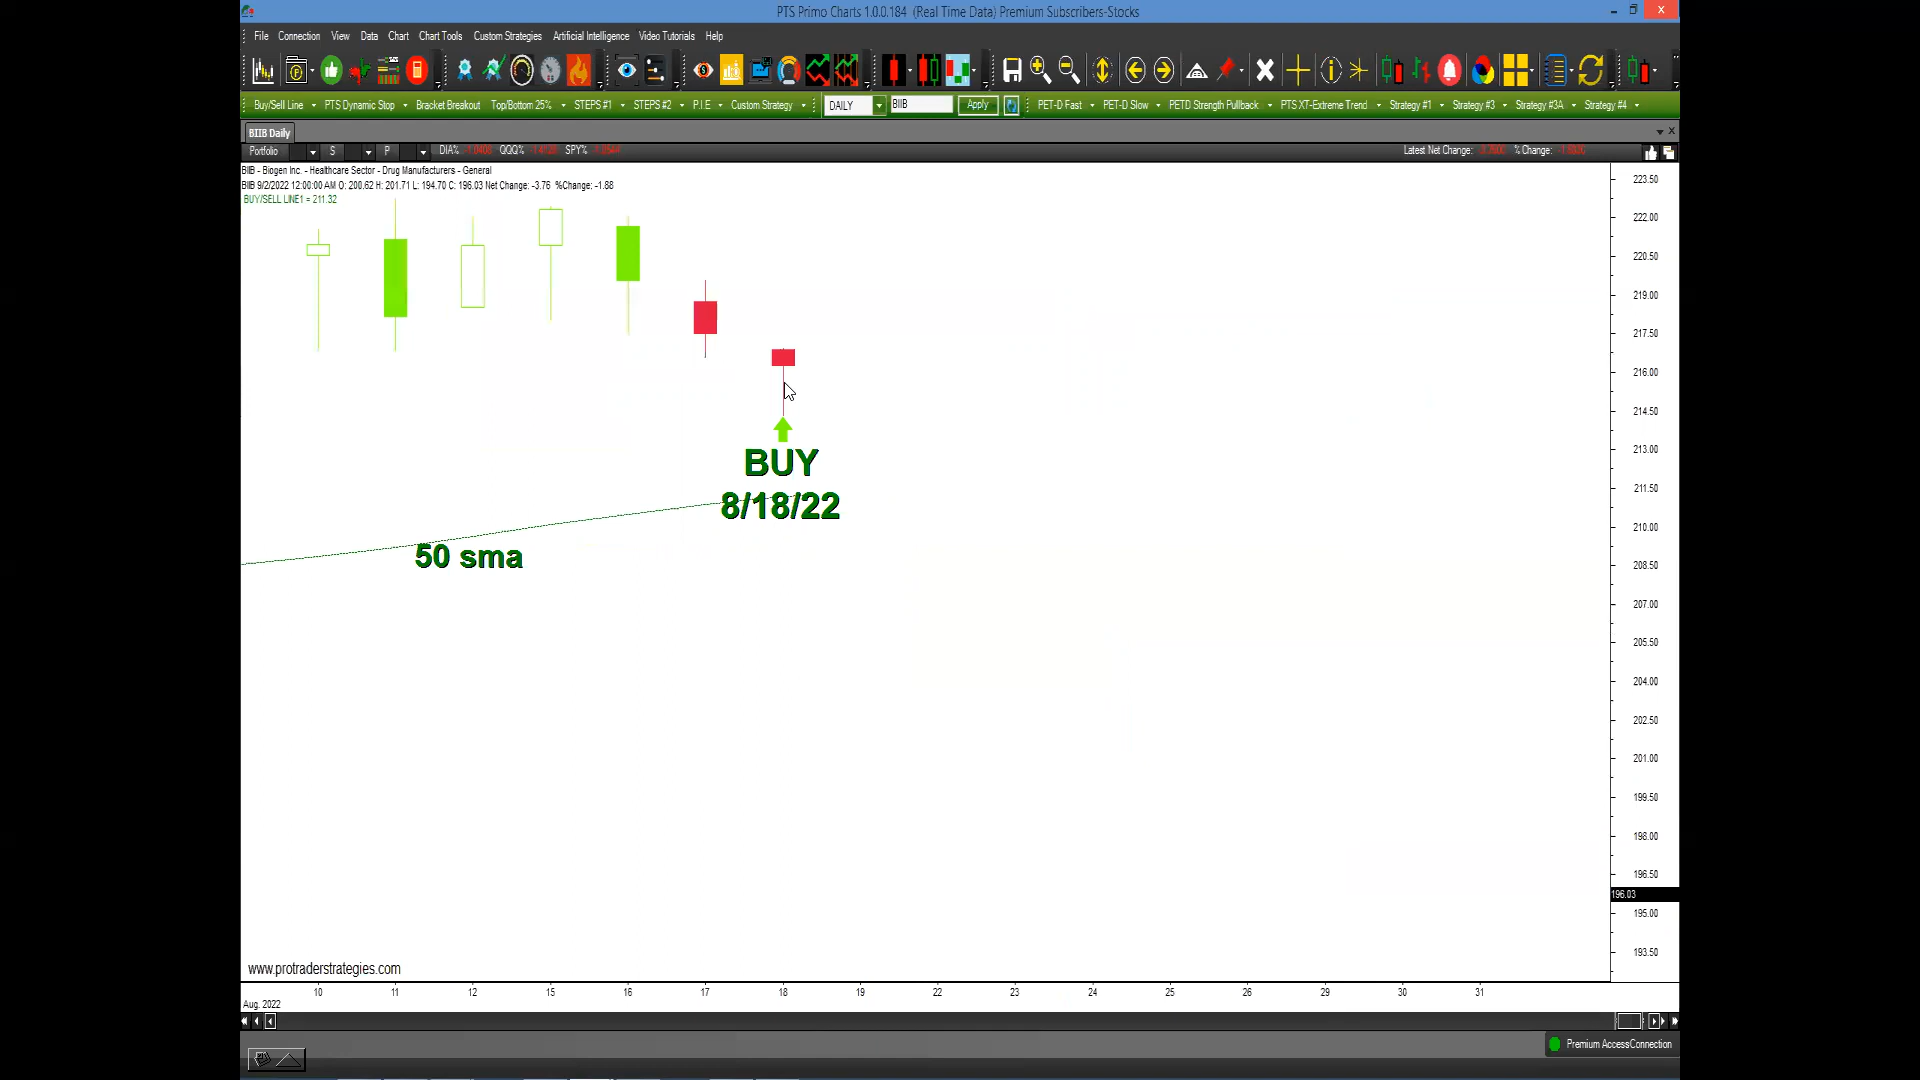 PTS Primo Charts 1.0.0.184 (Real Time Data) Premium Subscribers-Stocks
File Connection View Data Chart Chart Tools Custom Strategies Artificial Intelligence Video Tutorials Help
Buy/Sell Line PTS Dynamic Stop Bracket Breakout Top/Bottom 25% STEPS #1 STEPS #2 P.I.E Custom Strategy DAILY BIIB Apply PET-D Fast PET-D Slow PETD Strength Pullback PTS XT-Extreme Trend Strategy #1 Strategy #3 Strategy #3A Strategy #4
BIIB Daily
Portfolio S P DIA% QQQ% SPY% Latest Net Change: % Change:
BIIB - Biogen Inc. - Healthcare Sector - Drug Manufacturers - General
BIIB 9/2/2022 12:00:00 AM O: 200.62 H: 201.71 L: 194.70 C: 196.03 Net Change: -3.76 %Change: -1.88
BUY/SELL LINE1 = 211.32
223.50
222.00
220.50
219.00
217.50
216.00
214.50
213.00
211.50
210.00
208.50
207.00
205.50
204.00
202.50
201.00
199.50
198.00
196.50
196.03
195.00
193.50
BUY
8/18/22
50 sma
www.protraderstrategies.com
10 11 12 15 16 17 18 19 22 23 24 25 26 29 30 31
Aug. 2022
Premium AccessConnection